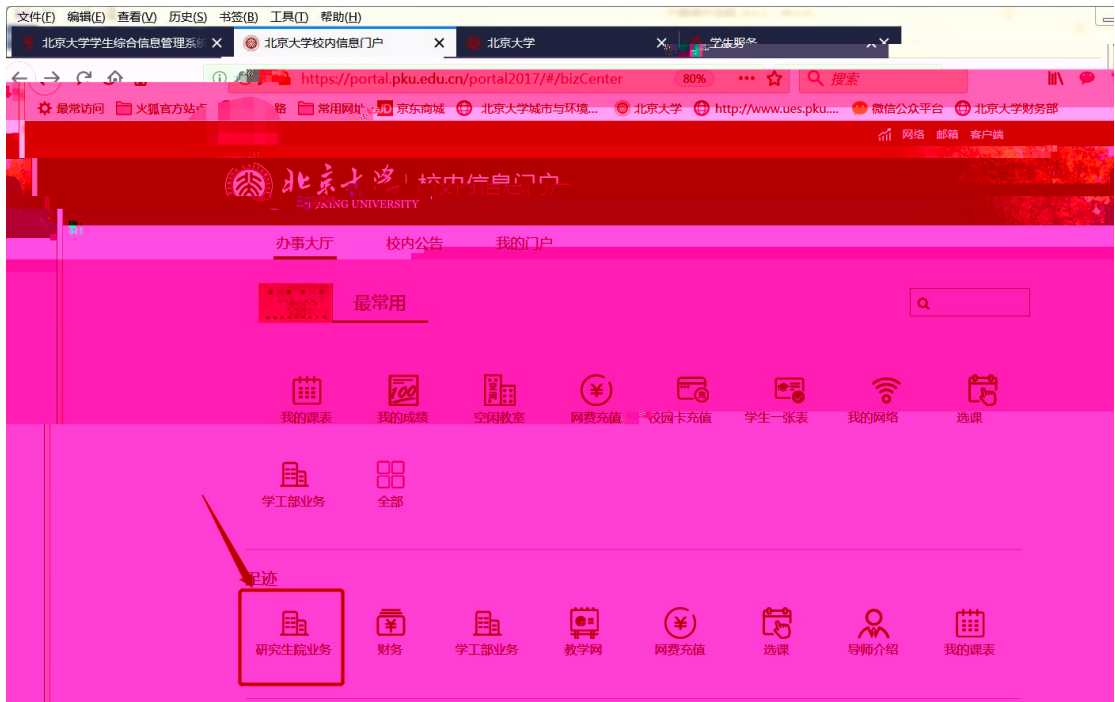 文件(F) 编辑(E) 查看(V) 历史(S) 书签(B) 工具(T) 帮助(H)
北京大学学生综合信息管理系统 北京大学校内信息门户 北京大学
https://portal.pku.edu.cn/portal2017/#/bizCenter 80% 搜索
最常访问 火狐官方站点 常用网址 JD 京东商城 北京大学城市与环境... 北京大学 http://www.ues.pku.... 微信公众平台 北京大学财务部
网络 邮箱 客户端
北京大学 校内信息门户
PEKING UNIVERSITY
办事大厅 校内公告 我的门户
最常用
我的课表 我的成绩 空闲教室 网费充值 校园卡充值 学生一张表 我的网络 选课
学工部业务 全部
足迹
研究生院业务 财务 学工部业务 教学网 网费充值 选课 导师介绍 我的课表